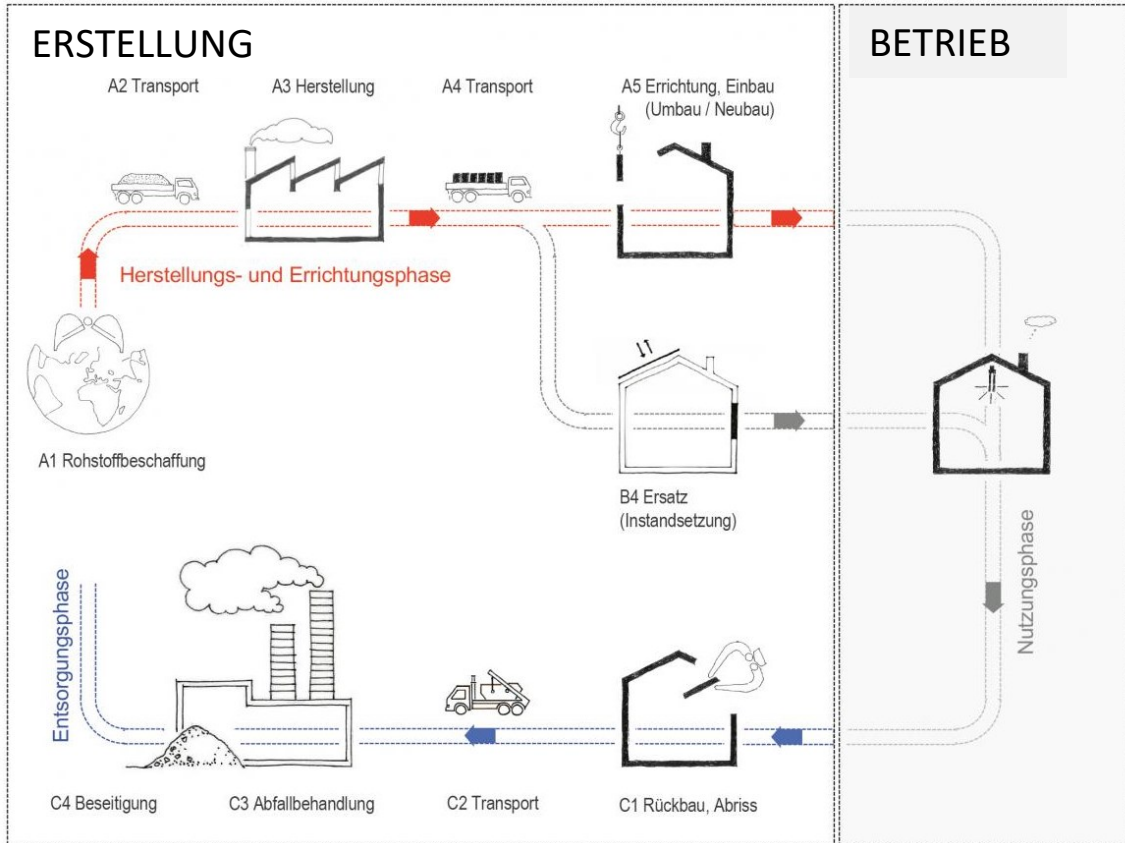 ERSTELLUNG
BETRIEB
A2 Transport
A3 Herstellung
A4 Transport
A5 Errichtung, Einbau
(Umbau / Neubau)
Herstellungs- und Errichtungsphase
A1 Rohstoffbeschaffung
B4 Ersatz
(Instandsetzung)
Nutzungsphase
Entsorgungsphase
C4 Beseitigung
C3 Abfallbehandlung
C2 Transport
C1 Rückbau, Abriss